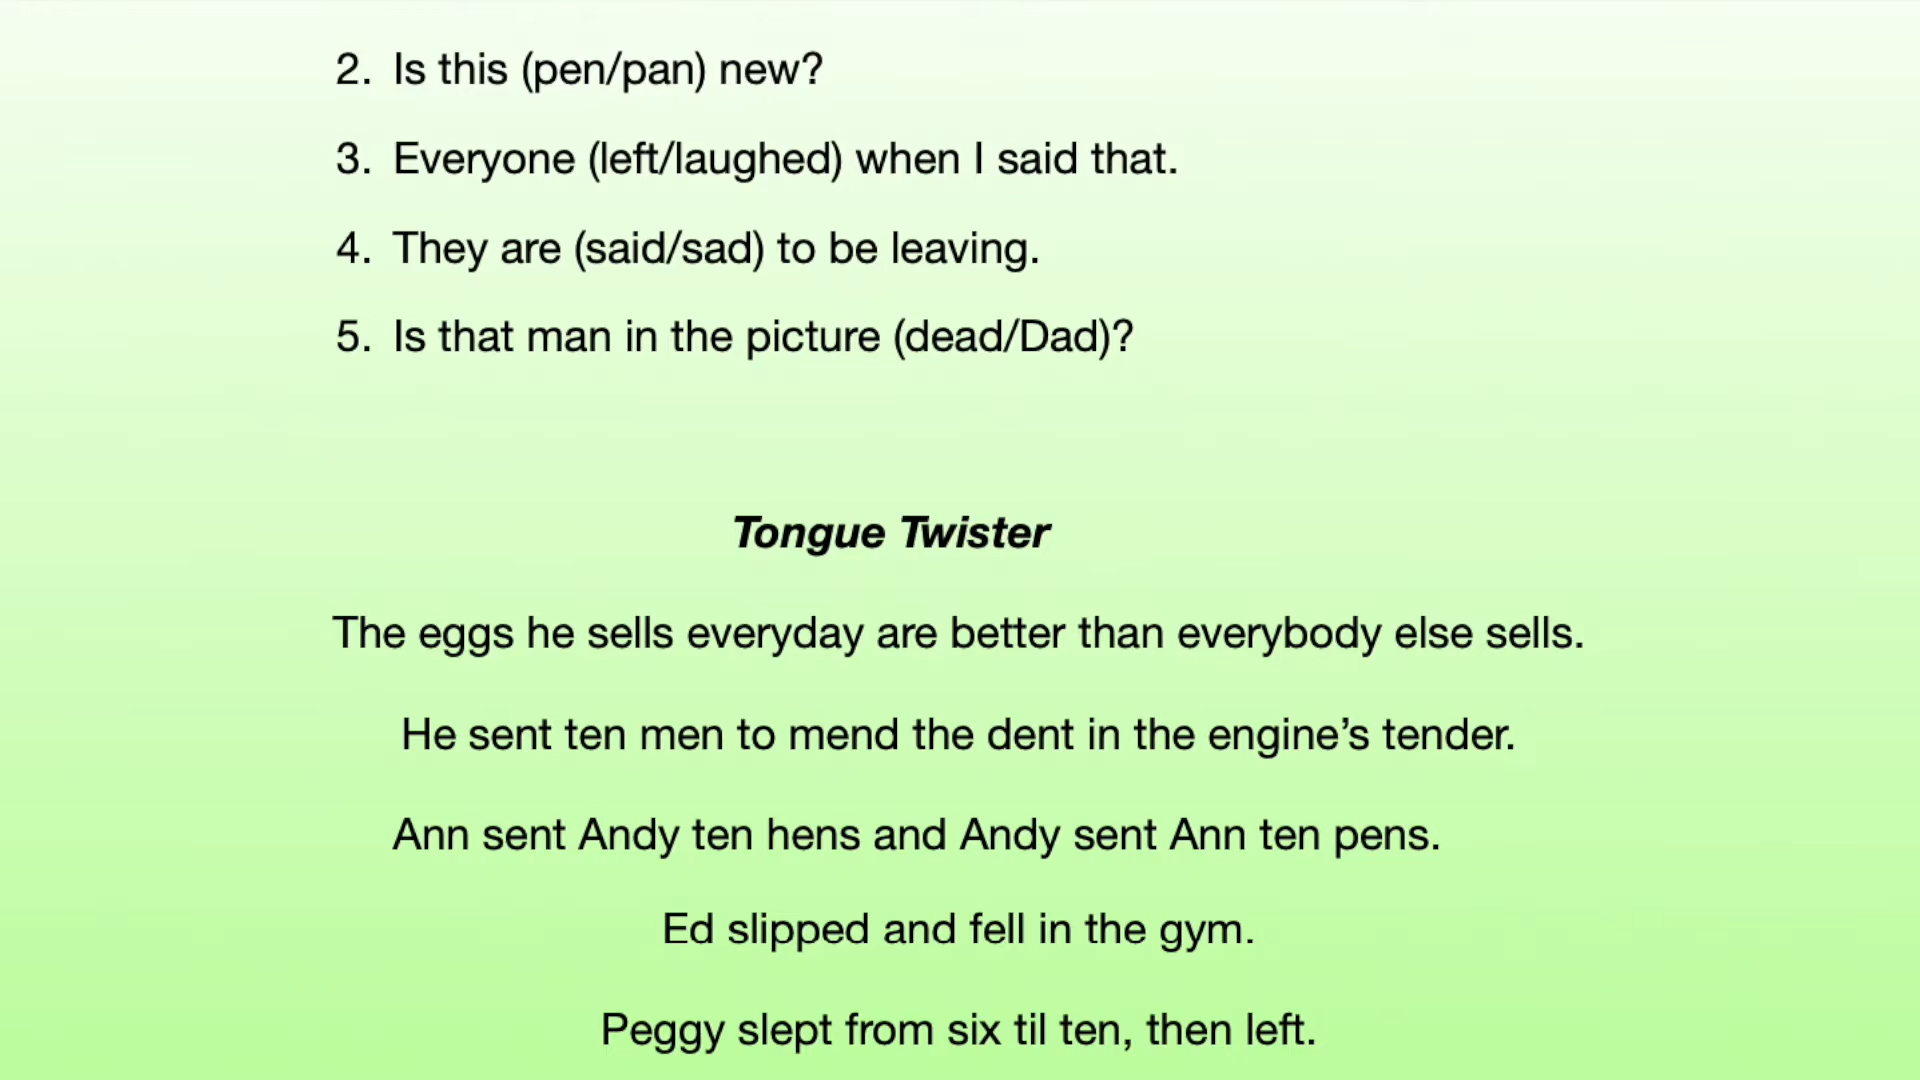 2. Is this (pen/pan) new?
3. Everyone (left/laughed) when I said that.
4. They are (said/sad) to be leaving.
5. Is that man in the picture (dead/Dad)?
Tongue Twister
The eggs he sells everyday are better than everybody else sells.
He sent ten men to mend the dent in the engine’s tender.
Ann sent Andy ten hens and Andy sent Ann ten pens.
Ed slipped and fell in the gym.
Peggy slept from six til ten, then left.